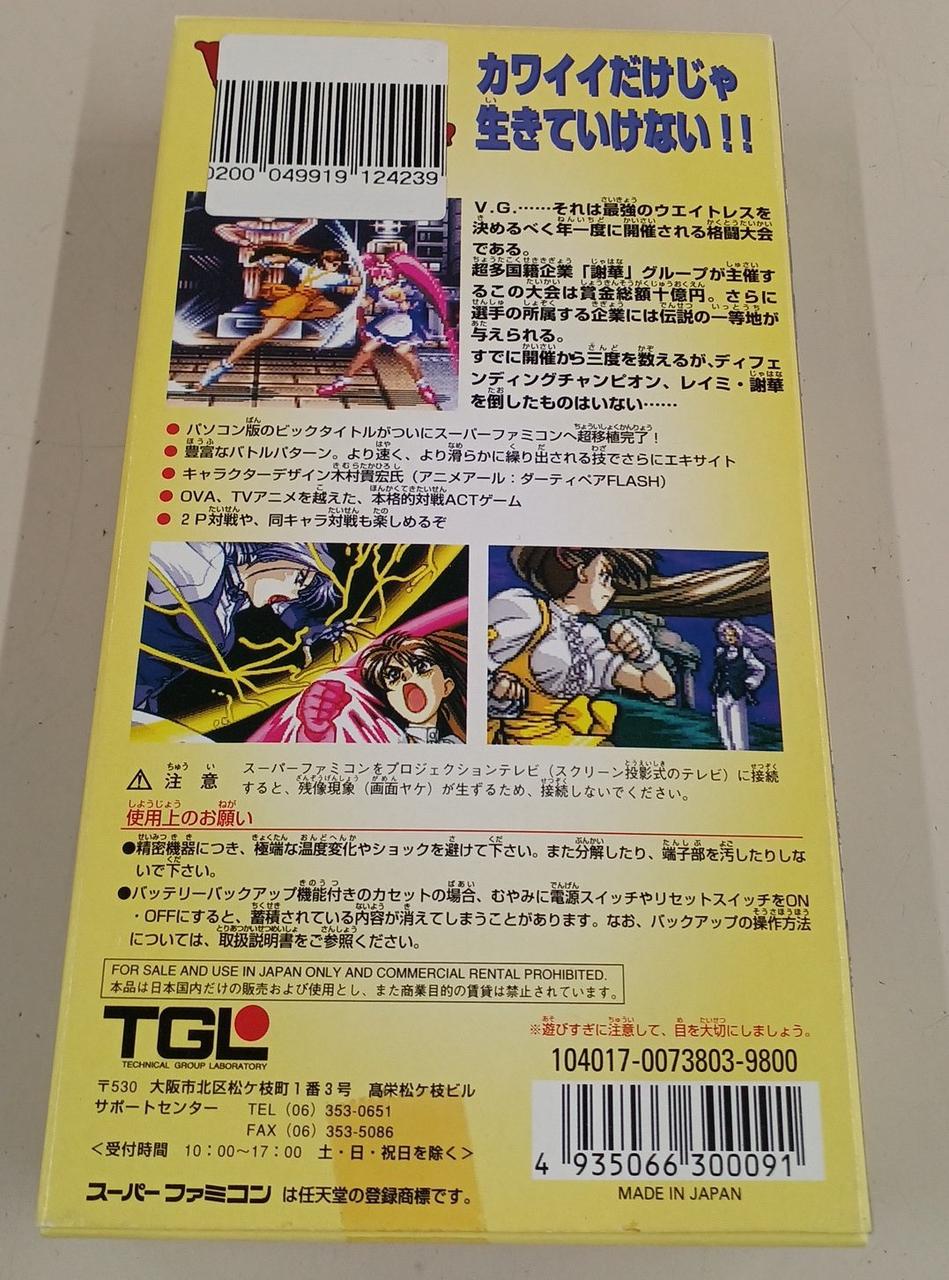 カワイイだけじゃ
生きていけない!!
0200 049919 124239
V.G.……それは最強のウエイトレスを
決めるべく年一度に開催される格闘大会
である。
超多国籍企業「謝華」グループが主催す
るこの大会は賞金総額十億円。さらに
選手の所属する企業には伝説の一等地が
与えられる。
すでに開催から三度を数えるが、ディフェ
ンディングチャンピオン、レイミ・謝華
を倒したものはいない……
●パソコン版のビックタイトルがついにスーパーファミコンへ超移植完了!
●豊富なバトルパターン。より速く、より滑らかに繰り出される技でさらにエキサイト
●キャラクターデザイン木村貴宏氏(アニメアール:ダーティペアFLASH)
●OVA、TVアニメを越えた、本格的対戦ACTゲーム
●2P対戦や、同キャラ対戦も楽しめるぞ
⚠注意 スーパーファミコンをプロジェクションテレビ(スクリーン投影式のテレビ)に接続
すると、残像現象(画面ヤケ)が生ずるため、接続しないでください。
使用上のお願い
●精密機器につき、極端な温度変化やショックを避けて下さい。また分解したり、端子部を汚したりしな
いで下さい。
●バッテリーバックアップ機能付きのカセットの場合、むやみに電源スイッチやリセットスイッチをON
・OFFにすると、蓄積されている内容が消えてしまうことがあります。なお、バックアップの操作方法
については、取扱説明書をご参照ください。
FOR SALE AND USE IN JAPAN ONLY AND COMMERCIAL RENTAL PROHIBITED.
本品は日本国内だけの販売および使用とし、また商業目的の賃貸は禁止されています。
TGL
TECHNICAL GROUP LABORATORY
〒530 大阪市北区松ケ枝町1番3号 髙栄松ケ枝ビル
サポートセンター TEL(06)353-0651
FAX(06)353-5086
<受付時間 10:00〜17:00 土・日・祝日を除く>
スーパーファミコン は任天堂の登録商標です。
※遊びすぎに注意して、目を大切にしましょう。
104017-0073803-9800
4 935066 300091
MADE IN JAPAN